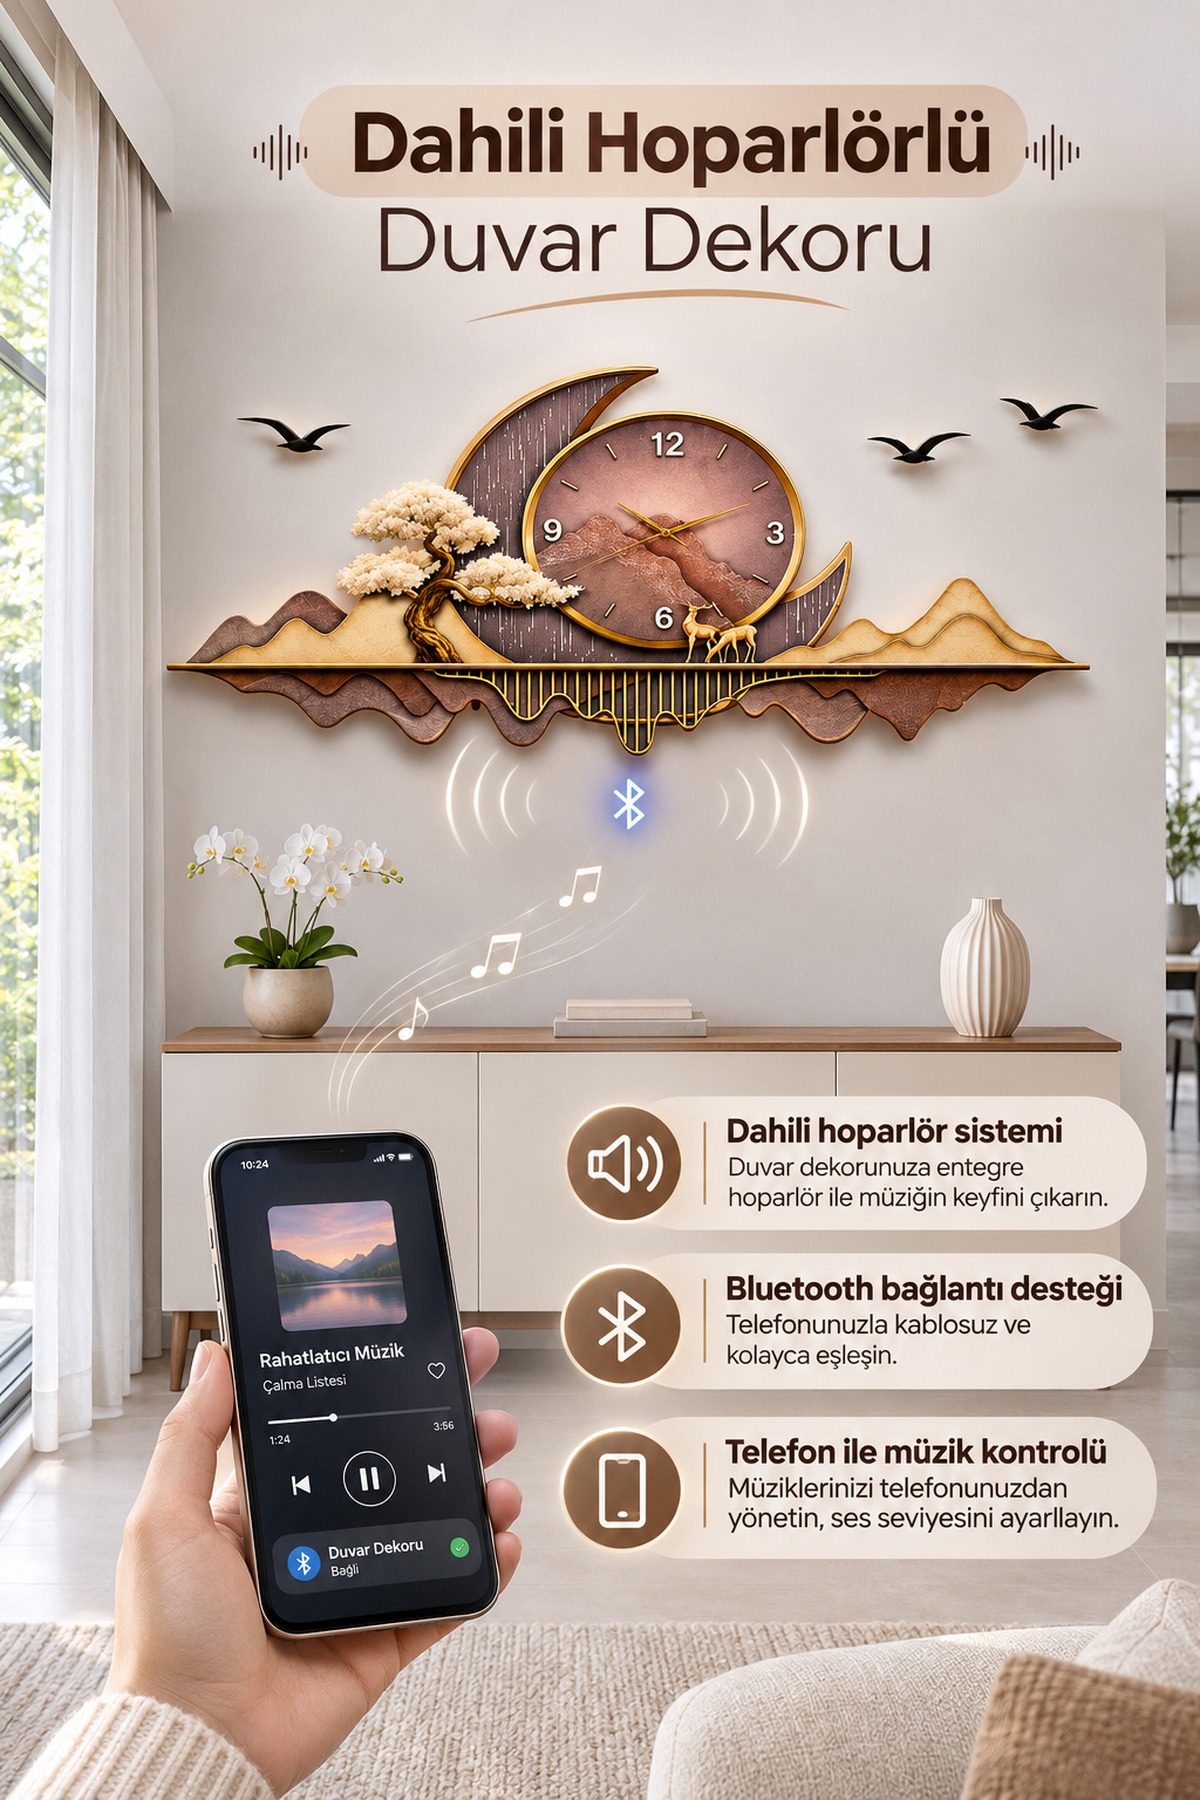 Dahili Hoparlörlü
Duvar Dekoru
12
9
3
6
10:24
Rahatlatıcı Müzik
Çalma Listesi
1:24
3:56
Duvar Dekoru
Bağlı
Dahili hoparlör sistemi
Duvar dekorunuza entegre
hoparlör ile müziğin keyfini çıkarın.
Bluetooth bağlantı desteği
Telefonunuzla kablosuz ve
kolayca eşleşin.
Telefon ile müzik kontrolü
Müziklerinizi telefonunuzdan
yönetin, ses seviyesini ayarllayın.